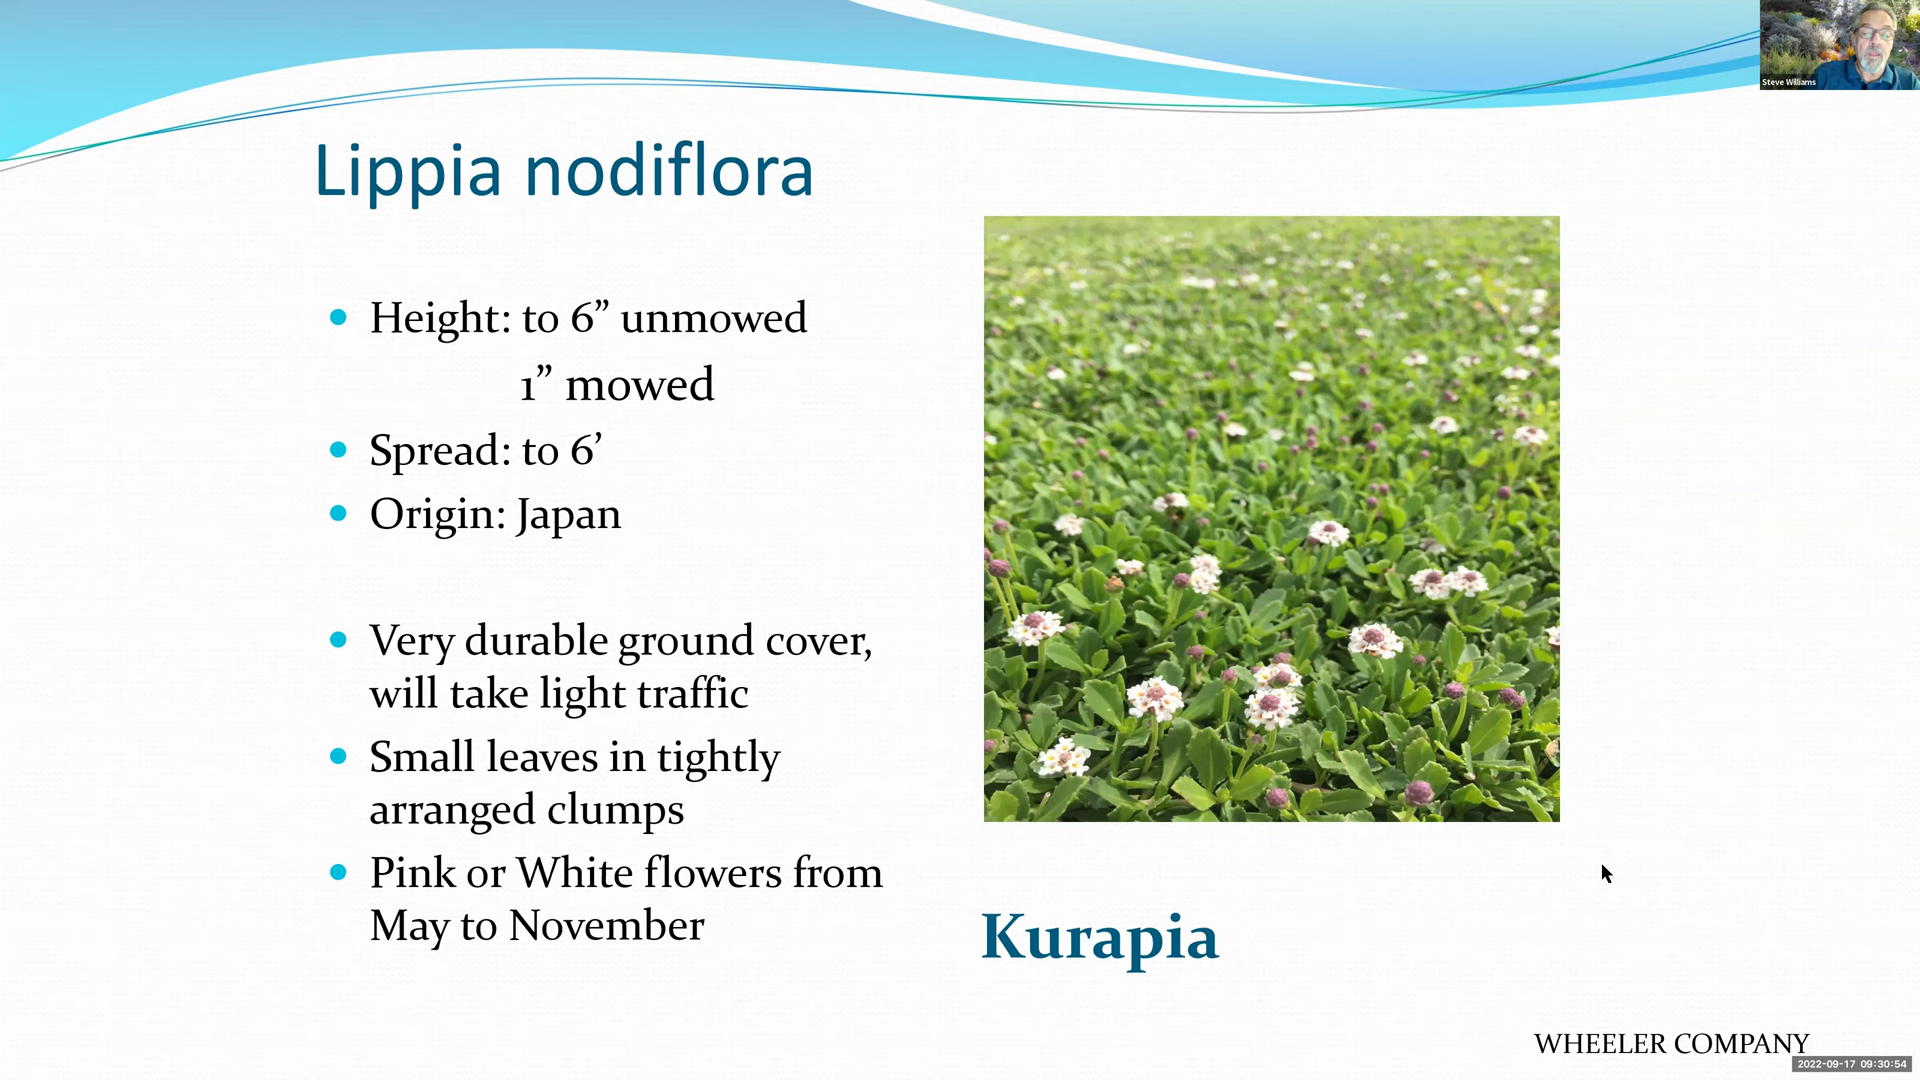 Steve Williams
Lippia nodiflora
• Height: to 6” unmowed
1” mowed
• Spread: to 6’
• Origin: Japan
• Very durable ground cover,
will take light traffic
• Small leaves in tightly
arranged clumps
• Pink or White flowers from
May to November
Kurapia
WHEELER COMPANY
2022-09-17 09:30:54